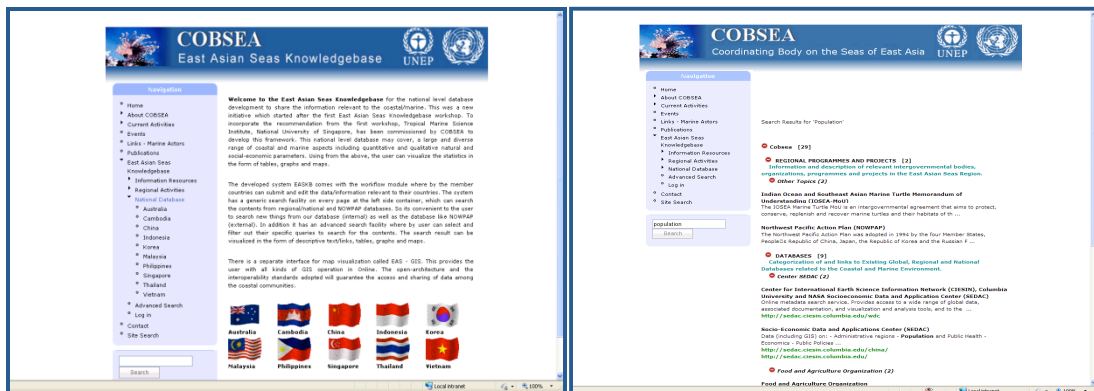 COBSEA
East Asian Seas Knowledgebase
UNEP
Navigation
Home
About COBSEA
Current Activities
Events
Links - Marine Actors
Publications
East Asian Seas
Knowledgebase
Information Resources
Regional Activities
National Database
Australia
Cambodia
China
Indonesia
Korea
Malaysia
Philippines
Singapore
Thailand
Vietnam
Advanced Search
Log in
Contact
Site Search
Search
Welcome to the East Asian Seas Knowledgebase for the national level database
development to share the information relevant to the coastal/marine. This was a new
initiative which started after the first East Asian Seas Knowledgebase workshop. To
incorporate the recommendation from the first workshop, Tropical Marine Science
Institute, National University of Singapore, has been commissioned by COBSEA to
develop this framework. This national level database may cover, a large and diverse
range of coastal and marine aspects including quantitative and qualitative natural and
social-economic parameters. Using from the above, the user can visualize the statistics in
the form of tables, graphs and maps.
The developed system EASKB comes with the workflow module where by the member
countries can submit and edit the data/information relevant to their countries. The system
has a generic search facility on every page at the left side container, which can search
the contents from regional/national and NOWPAP databases. So its convenient to the user
to search new things from our database (internal) as well as the database like NOWPAP
(external). In addition it has an advanced search facility where by user can select and
filter out their specific queries to search for the contents. The search result can be
visualized in the form of descriptive text/links, tables, graphs and maps.
There is a separate interface for map visualization called EAS - GIS. This provides the
user with all kinds of GIS operation in Online. The open-architecture and the
interoperability standards adopted will guarantee the access and sharing of data among
the coastal communities.
Australia Cambodia China Indonesia Korea
Malaysia Philippines Singapore Thailand Vietnam
Local intranet
100%
COBSEA
Coordinating Body on the Seas of East Asia
UNEP
Navigation
Home
About COBSEA
Current Activities
Events
Links - Marine Actors
Publications
East Asian Seas
Knowledgebase
Information Resources
Regional Activities
National Database
Advanced Search
Log in
Contact
Site Search
population
Search
Search Results for 'Population'
Cobsea [29]
REGIONAL PROGRAMMES AND PROJECTS [2]
Information and description of relevant intergovernmental bodies,
organizations, programmes and projects in the East Asian Seas Region.
Other Topics (2)
Indian Ocean and Southeast Asian Marine Turtle Memorandum of
Understanding (IOSEA-MoU)
The IOSEA Marine Turtle MoU is an intergovernmental agreement that aims to protect,
conserve, replenish and recover marine turtles and their habitats of th ...
Northwest Pacific Action Plan (NOWPAP)
The Northwest Pacific Action Plan was adopted in 1994 by the four Member States,
People's Republic of China, Japan, the Republic of Korea and the Russian F ...
DATABASES [9]
Categorization of and links to Existing Global, Regional and National
Databases related to the Coastal and Marine Environment.
Center SEDAC (2)
Center for International Earth Science Information Network (CIESIN), Columbia
University and NASA Socioeconomic Data and Application Center (SEDAC)
Online metadata search service. Provides access to a wide range of global data,
associated documentation, and visualization and analysis tools, and to the ...
http://sedac.ciesin.columbia.edu/wdc
Socio-Economic Data and Applications Center (SEDAC)
Data (including GIS) on: - Administrative regions - Population and Public Health -
Economics - Public Policies ...
http://sedac.ciesin.columbia.edu/china/
http://sedac.ciesin.columbia.edu/
Food and Agriculture Organization (2)
Food and Agriculture Organization
Local intranet
100%